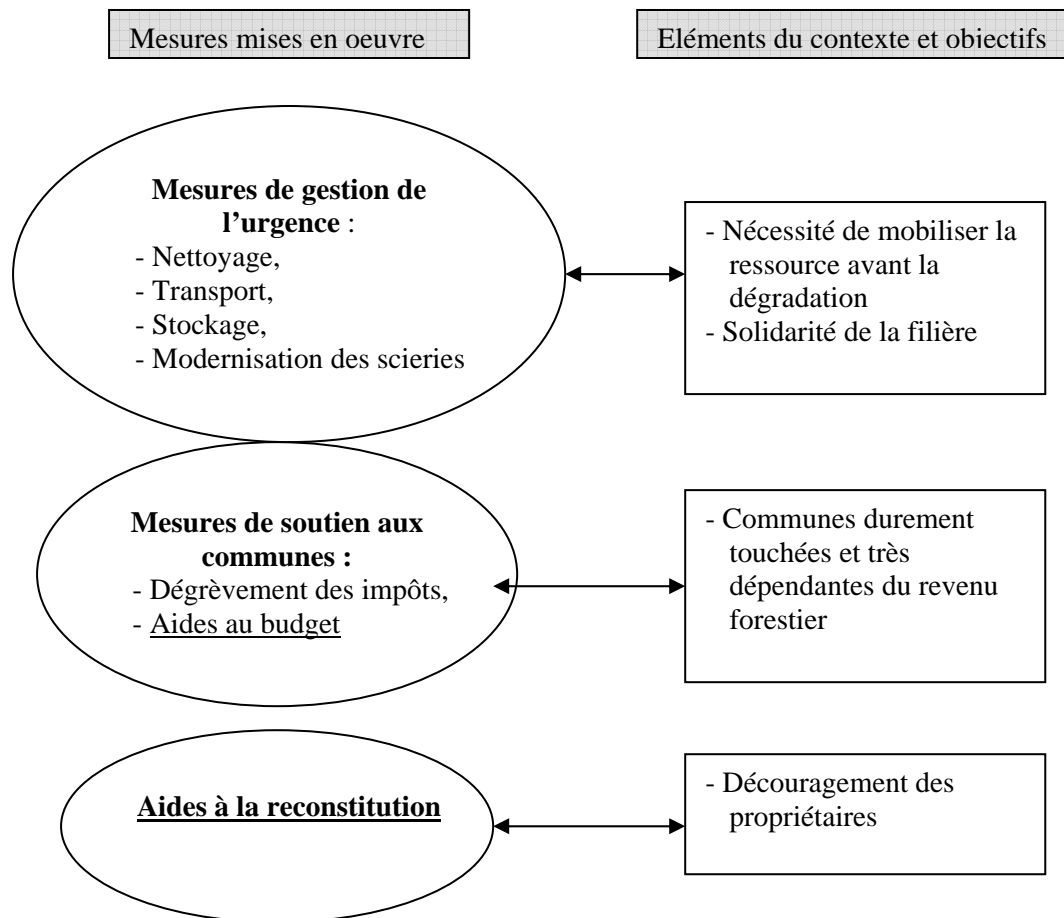 Mesures mises en oeuvre
Eléments du contexte et objectifs
Mesures de gestion de
l’urgence :
- Nettoyage,
- Transport,
- Stockage,
- Modernisation des scieries
- Nécessité de mobiliser la
ressource avant la
dégradation
- Solidarité de la filière
Mesures de soutien aux
communes :
- Dégrèvement des impôts,
- Aides au budget
- Communes durement
touchées et très
dépendantes du revenu
forestier
Aides à la reconstitution
- Découragement des
propriétaires